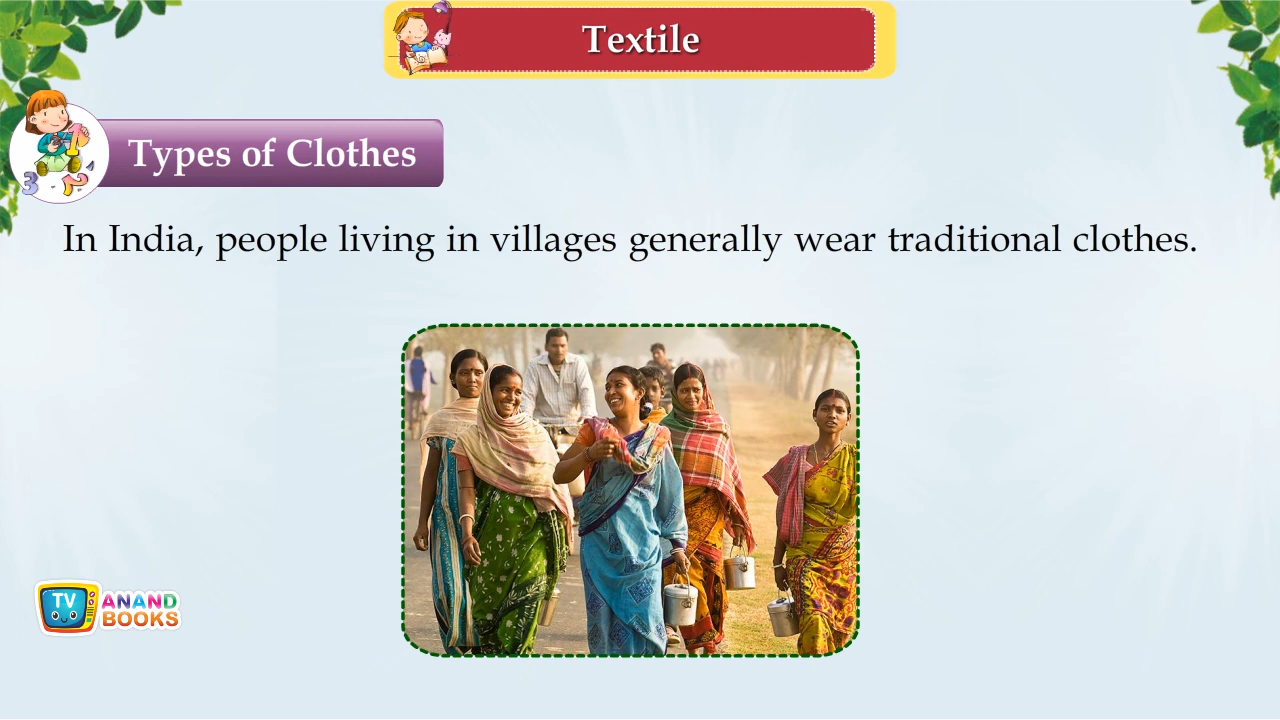 Textile
Types of Clothes
In India, people living in villages generally wear traditional clothes.
TV
ANAND
BOOKS